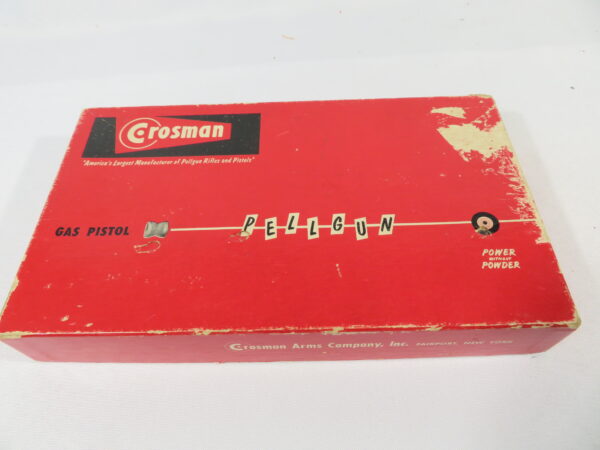 Crosman
"America's Largest Manufacturer of Pellgun Rifles and Pistols"
GAS PISTOL PELLGUN
POWER
WITHOUT
POWDER
Crosman Arms Company, Inc. FAIRPORT, NEW YORK